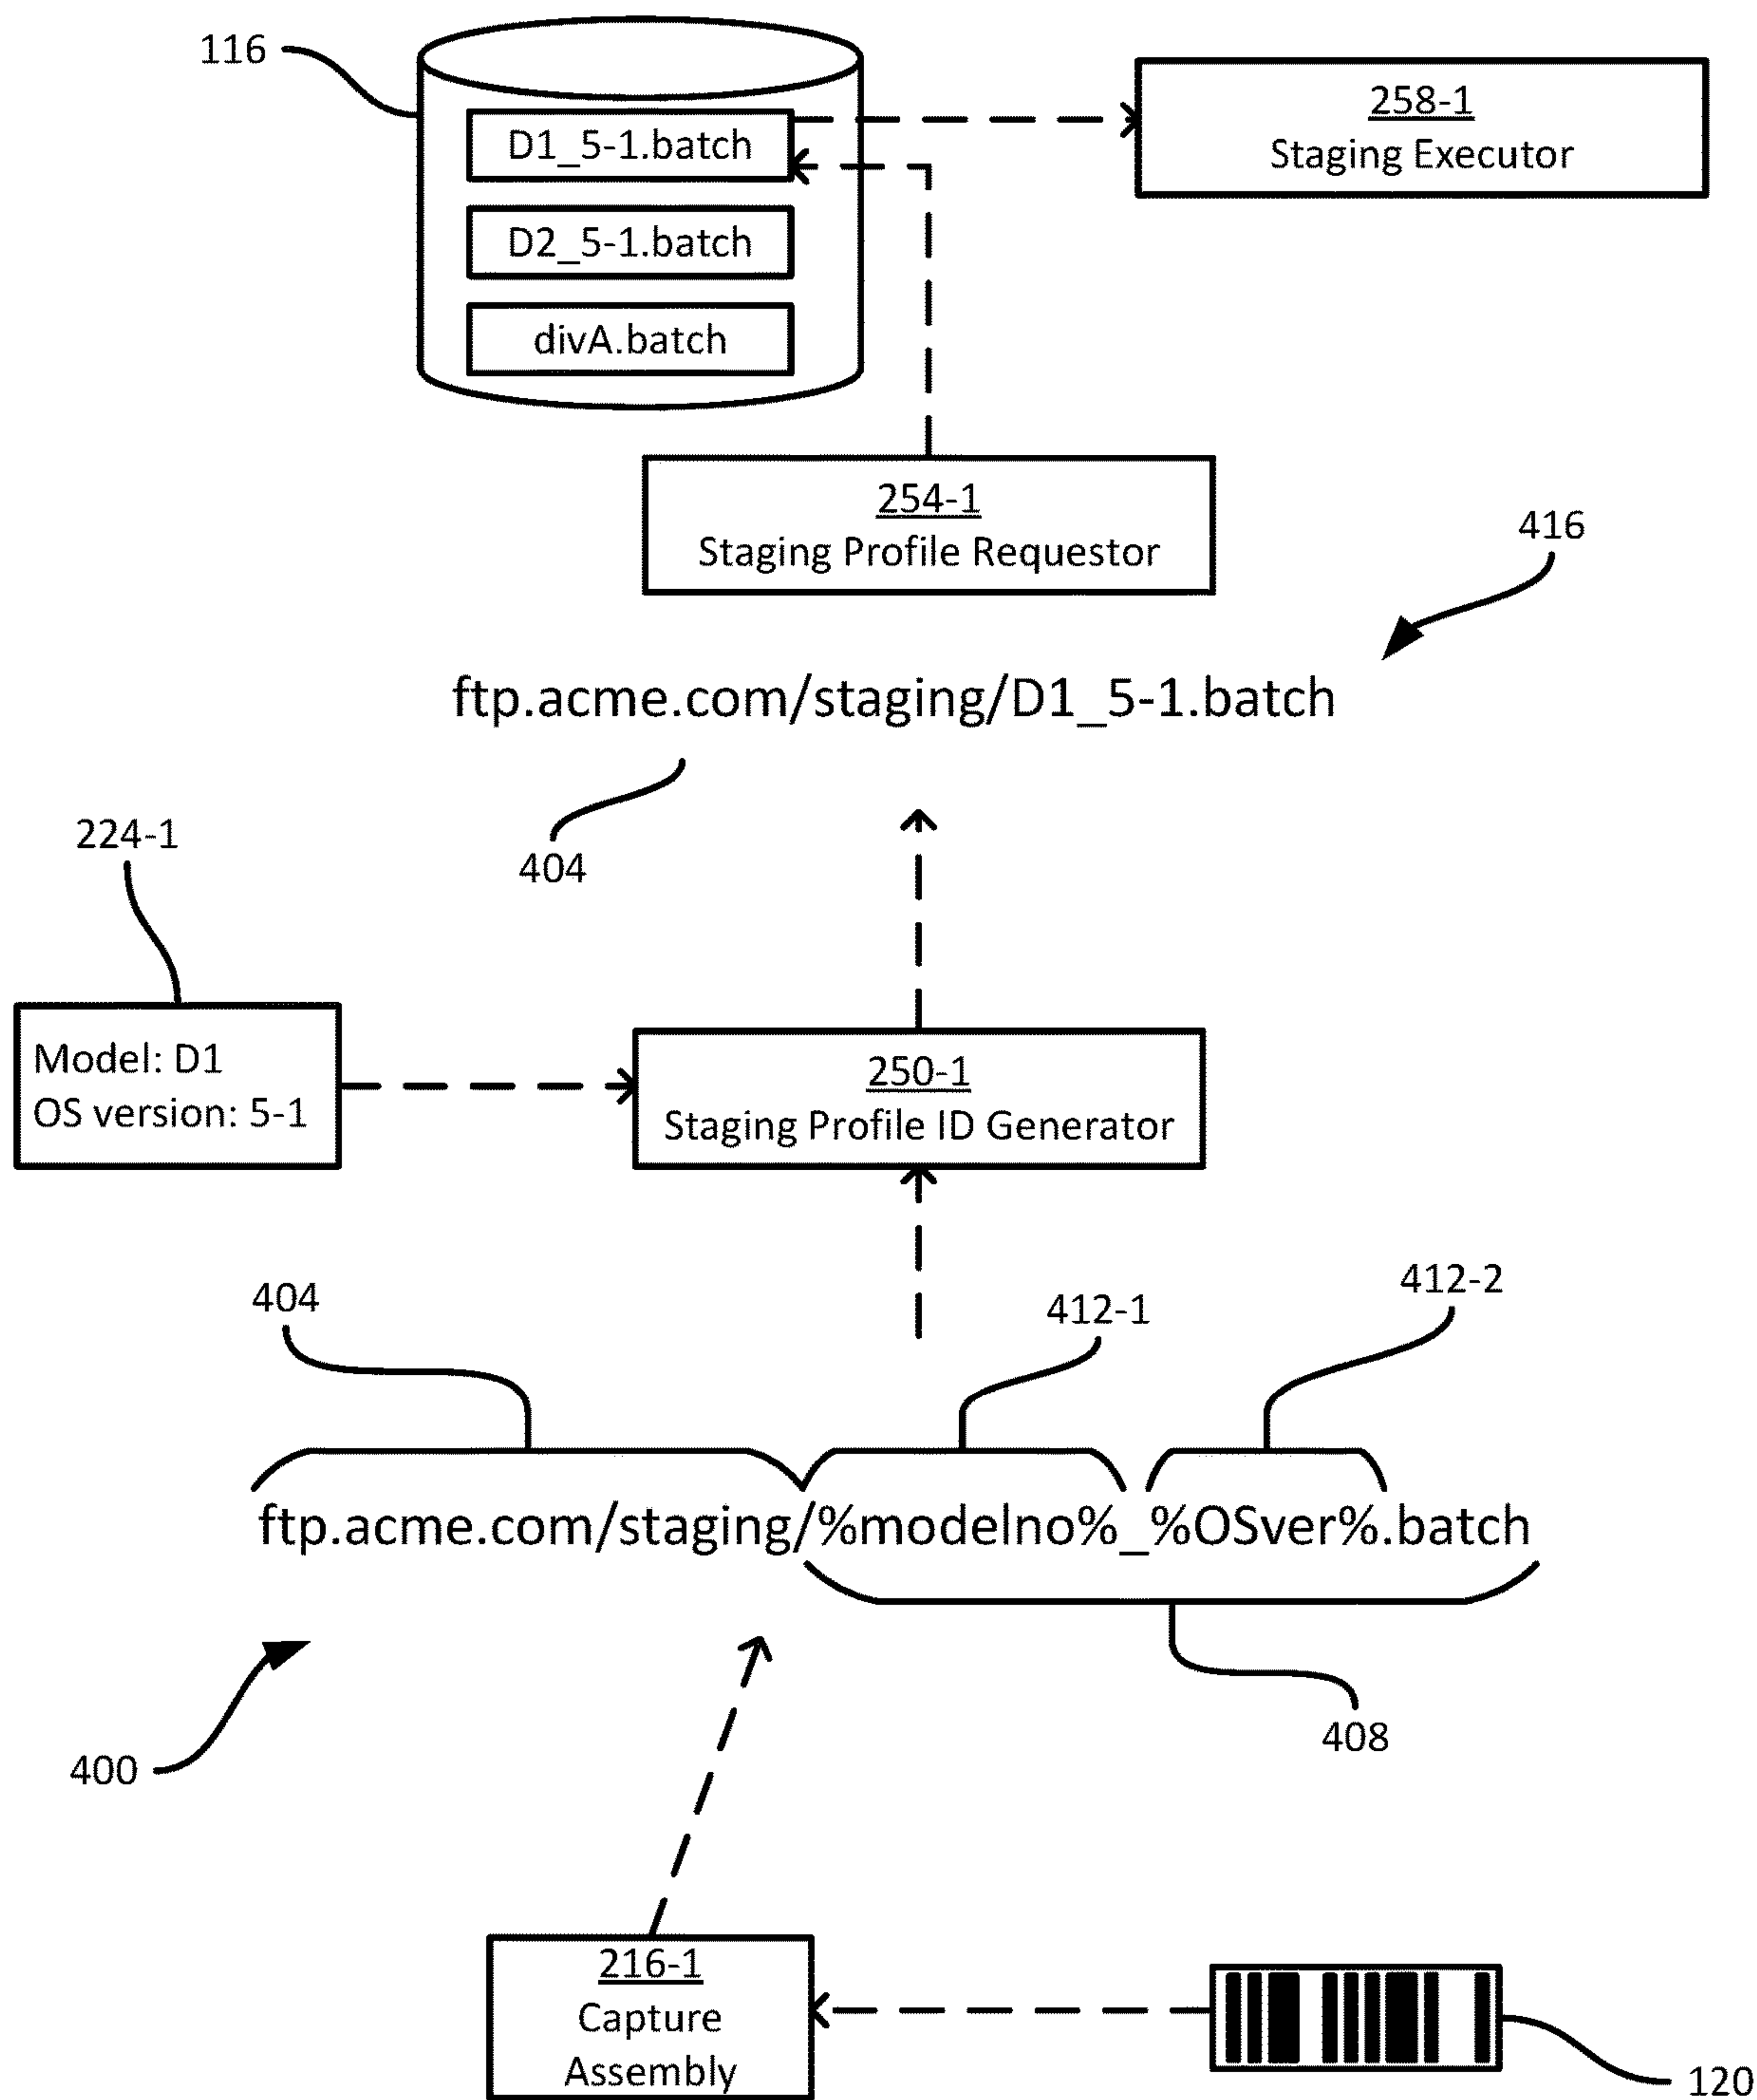 116
D1_5-1.batch
258-1
Staging Executor
D2_5-1.batch
divA.batch
254-1
Staging Profile Requestor
416
ftp.acme.com/staging/D1_5-1.batch
404
224-1
Model: D1
OS version: 5-1
250-1
Staging Profile ID Generator
404
412-1
412-2
ftp.acme.com/staging/%modelno%_%OSver%.batch
408
400
216-1
Capture
Assembly
120